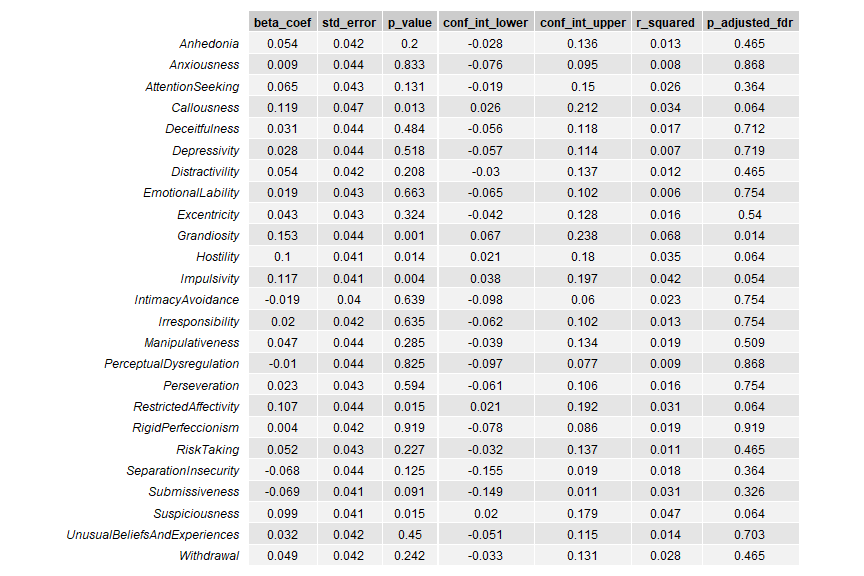 beta_coef std_error p_value conf_int_lower conf_int_upper r_squared p_adjusted_fdr
Anhedonia 0.054 0.042 0.2 -0.028 0.136 0.013 0.465
Anxiousness 0.009 0.044 0.833 -0.076 0.095 0.008 0.868
AttentionSeeking 0.065 0.043 0.131 -0.019 0.15 0.026 0.364
Callousness 0.119 0.047 0.013 0.026 0.212 0.034 0.064
Deceitfulness 0.031 0.044 0.484 -0.056 0.118 0.017 0.712
Depressivity 0.028 0.044 0.518 -0.057 0.114 0.007 0.719
Distractivility 0.054 0.042 0.208 -0.03 0.137 0.012 0.465
EmotionalLability 0.019 0.043 0.663 -0.065 0.102 0.006 0.754
Excentricity 0.043 0.043 0.324 -0.042 0.128 0.016 0.54
Grandiosity 0.153 0.044 0.001 0.067 0.238 0.068 0.014
Hostility 0.1 0.041 0.014 0.021 0.18 0.035 0.064
Impulsivity 0.117 0.041 0.004 0.038 0.197 0.042 0.054
IntimacyAvoidance -0.019 0.04 0.639 -0.098 0.06 0.023 0.754
Irresponsibility 0.02 0.042 0.635 -0.062 0.102 0.013 0.754
Manipulativeness 0.047 0.044 0.285 -0.039 0.134 0.019 0.509
PerceptualDysregulation -0.01 0.044 0.825 -0.097 0.077 0.009 0.868
Perseveration 0.023 0.043 0.594 -0.061 0.106 0.016 0.754
RestrictedAffectivity 0.107 0.044 0.015 0.021 0.192 0.031 0.064
RigidPerfeccionism 0.004 0.042 0.919 -0.078 0.086 0.019 0.919
RiskTaking 0.052 0.043 0.227 -0.032 0.137 0.011 0.465
SeparationInsecurity -0.068 0.044 0.125 -0.155 0.019 0.018 0.364
Submissiveness -0.069 0.041 0.091 -0.149 0.011 0.031 0.326
Suspiciousness 0.099 0.041 0.015 0.02 0.179 0.047 0.064
UnusualBeliefsAndExperiences 0.032 0.042 0.45 -0.051 0.115 0.014 0.703
Withdrawal 0.049 0.042 0.242 -0.033 0.131 0.028 0.465